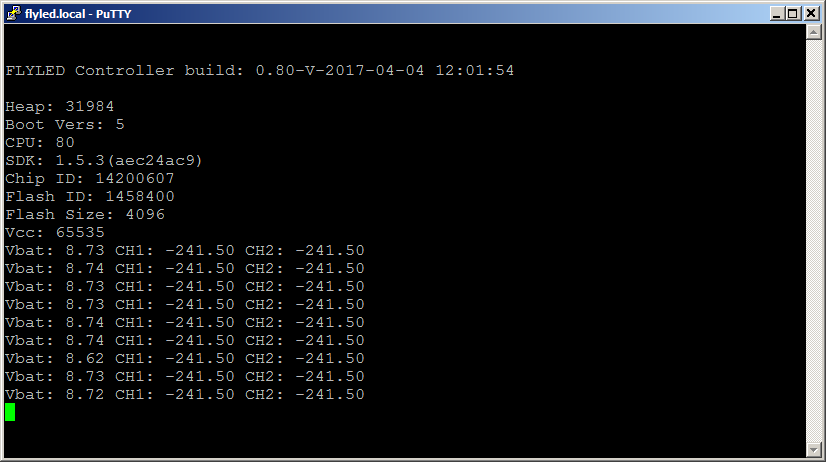 flyled.local - PuTTY
FLYLED Controller build: 0.80-V-2017-04-04 12:01:54
Heap: 31984
Boot Vers: 5
CPU: 80
SDK: 1.5.3(aec24ac9)
Chip ID: 14200607
Flash ID: 1458400
Flash Size: 4096
Vcc: 65535
Vbat: 8.73 CH1: -241.50 CH2: -241.50
Vbat: 8.74 CH1: -241.50 CH2: -241.50
Vbat: 8.73 CH1: -241.50 CH2: -241.50
Vbat: 8.73 CH1: -241.50 CH2: -241.50
Vbat: 8.74 CH1: -241.50 CH2: -241.50
Vbat: 8.74 CH1: -241.50 CH2: -241.50
Vbat: 8.62 CH1: -241.50 CH2: -241.50
Vbat: 8.73 CH1: -241.50 CH2: -241.50
Vbat: 8.72 CH1: -241.50 CH2: -241.50